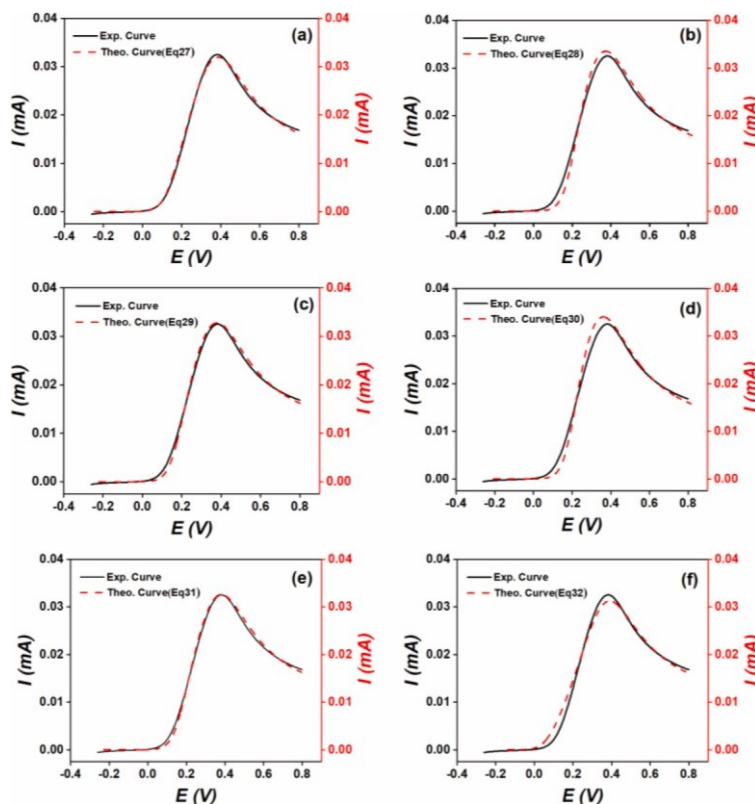 (a)
Exp. Curve
Theo. Curve(Eq27)
I (mA)
I (mA)
0.04
0.03
0.02
0.01
0.00
0.04
0.03
0.02
0.01
0.00
-0.4 -0.2 0.0 0.2 0.4 0.6 0.8
E (V)
(b)
Exp. Curve
Theo. Curve(Eq28)
I (mA)
I (mA)
0.04
0.03
0.02
0.01
0.00
0.04
0.03
0.02
0.01
0.00
-0.4 -0.2 0.0 0.2 0.4 0.6 0.8
E (V)
(c)
Exp. Curve
Theo. Curve(Eq29)
I (mA)
I (mA)
0.04
0.03
0.02
0.01
0.00
0.04
0.03
0.02
0.01
0.00
-0.4 -0.2 0.0 0.2 0.4 0.6 0.8
E (V)
(d)
Exp. Curve
Theo. Curve(Eq30)
I (mA)
I (mA)
0.04
0.03
0.02
0.01
0.00
0.04
0.03
0.02
0.01
0.00
-0.4 -0.2 0.0 0.2 0.4 0.6 0.8
E (V)
(e)
Exp. Curve
Theo. Curve(Eq31)
I (mA)
I (mA)
0.04
0.03
0.02
0.01
0.00
0.04
0.03
0.02
0.01
0.00
-0.4 -0.2 0.0 0.2 0.4 0.6 0.8
E (V)
(f)
Exp. Curve
Theo. Curve(Eq32)
I (mA)
I (mA)
0.04
0.03
0.02
0.01
0.00
0.04
0.03
0.02
0.01
0.00
-0.4 -0.2 0.0 0.2 0.4 0.6 0.8
E (V)